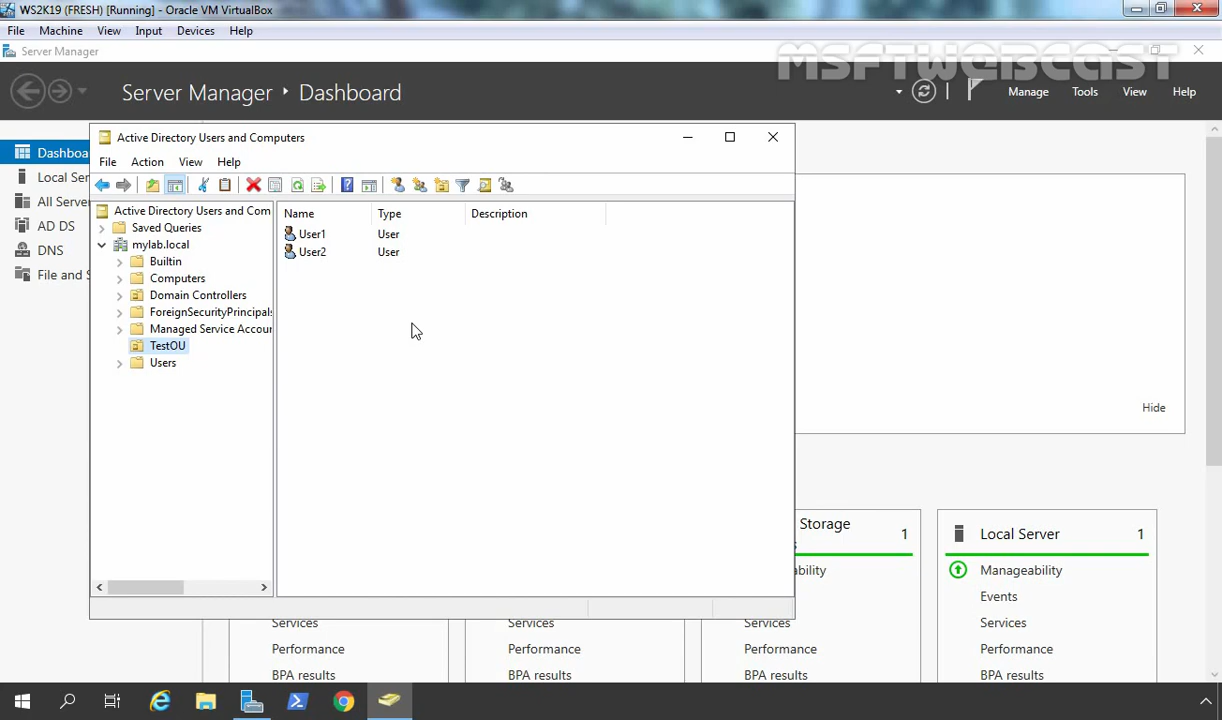 WS2K19 (FRESH) [Running] - Oracle VM VirtualBox
File Machine View Input Devices Help
Server Manager
MSFTWEBCAST
Server Manager • Dashboard
Manage Tools View Help
Dashboa
Local Ser
All Server
AD DS
DNS
File and S
Active Directory Users and Computers
File Action View Help
Active Directory Users and Com
Saved Queries
mylab.local
Builtin
Computers
Domain Controllers
ForeignSecurityPrincipals
Managed Service Accoun
TestOU
Users
Name Type Description
User1 User
User2 User
Hide
Storage 1
Local Server 1
ability
Manageability
Events
Services
Services
Services
Services
Performance
Performance
Performance
Performance
BPA results
BPA results
BPA results
BPA results